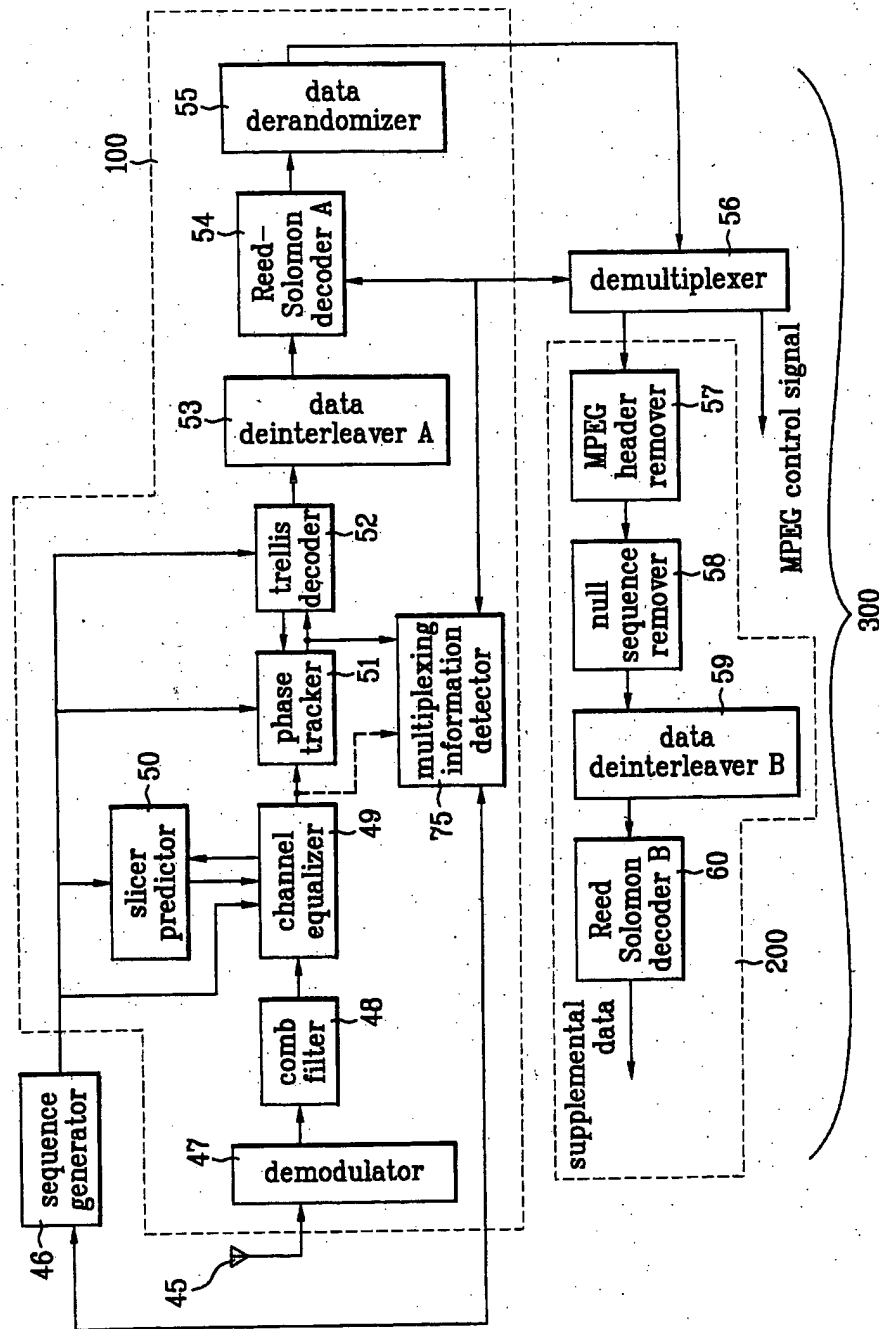 100
55
data
derandomizer
54
Reed-
Solomon
decoder A
53
data
deinterleaver A
trellis
decoder
52
phase
tracker
51
50
slicer
predictor
channel
equalizer
49
comb
filter
48
47
demodulator
sequence
generator
46
45
multiplexing
information
detector
75
demultiplexer
56
MPEG
header
remover
57
null
sequence
remover
58
59
data
deinterleaver B
Reed
Solomon
decoder B
60
supplemental
data
200
MPEG control signal
300